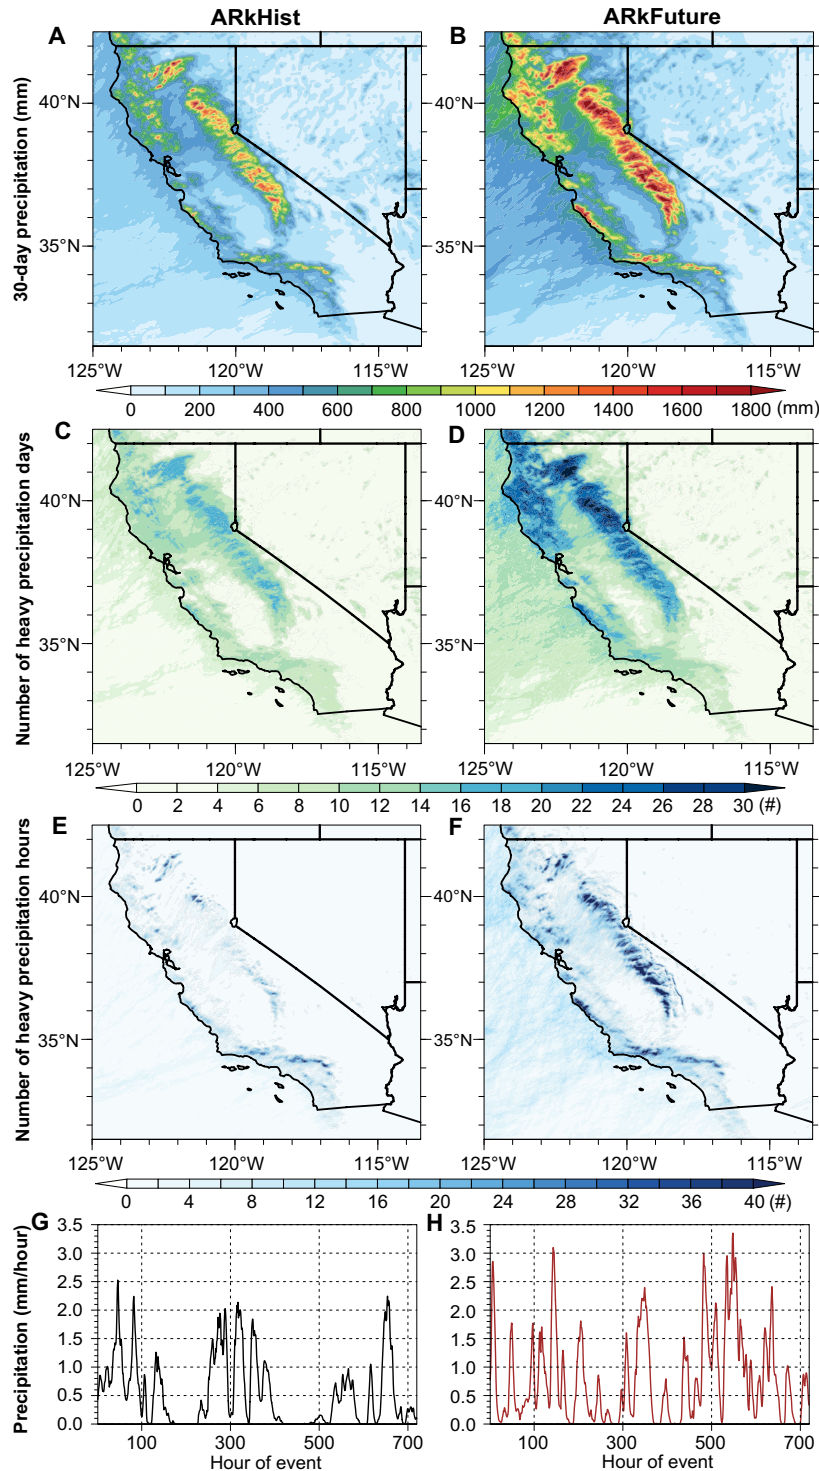 ARkHist ARkFuture
A B
30-day precipitation (mm)
40°N 40°N
35°N 35°N
125°W 120°W 115°W 125°W 120°W 115°W
0 200 400 600 800 1000 1200 1400 1600 1800 (mm)
C D
Number of heavy precipitation days
40°N 40°N
35°N 35°N
125°W 120°W 115°W 125°W 120°W 115°W
0 2 4 6 8 10 12 14 16 18 20 22 24 26 28 30 (#)
E F
Number of heavy precipitation hours
40°N 40°N
35°N 35°N
125°W 120°W 115°W 125°W 120°W 115°W
0 4 8 12 16 20 24 28 32 36 40 (#)
G H
Precipitation (mm/hour)
3.5 3.5
3.0 3.0
2.5 2.5
2.0 2.0
1.5 1.5
1.0 1.0
0.5 0.5
0.0 0.0
100 300 500 700 100 300 500 700
Hour of event Hour of event